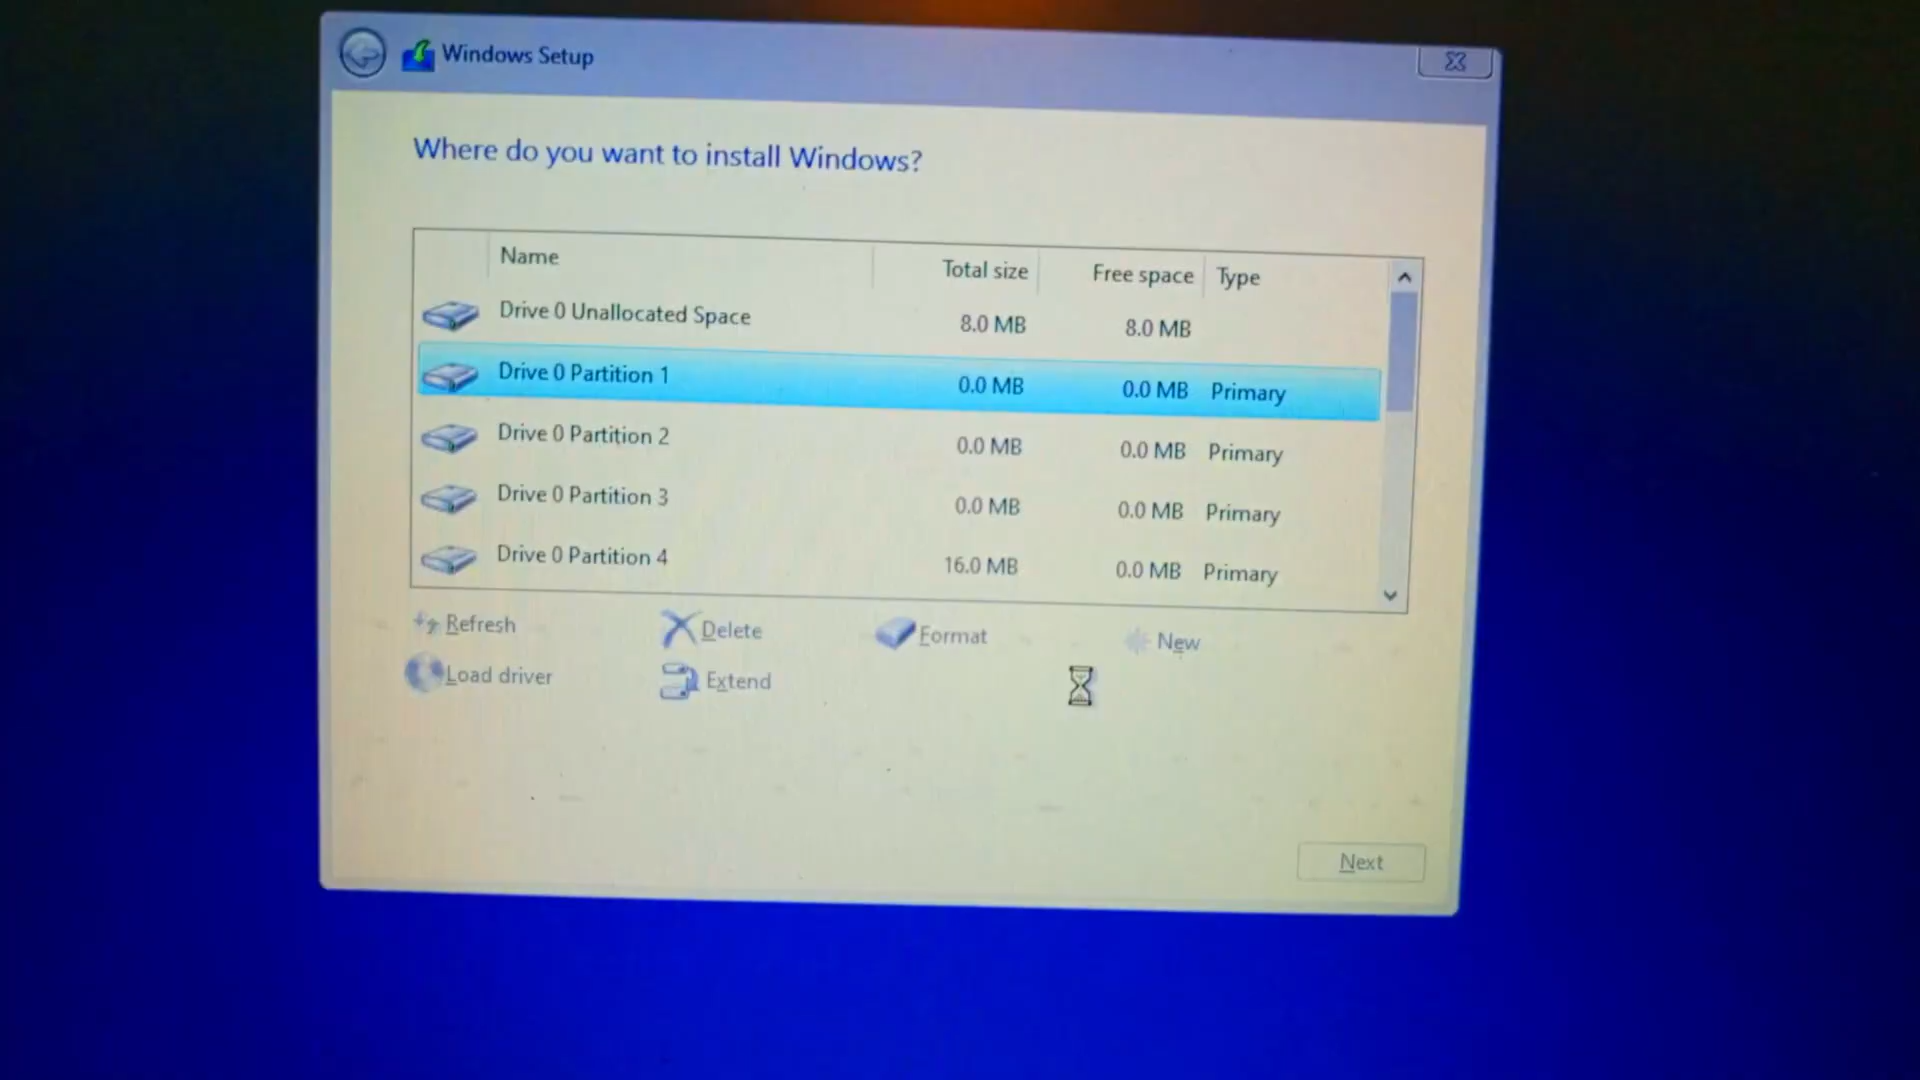 Windows Setup
Where do you want to install Windows?
Name Total size Free space Type
Drive 0 Unallocated Space 8.0 MB 8.0 MB
Drive 0 Partition 1 0.0 MB 0.0 MB Primary
Drive 0 Partition 2 0.0 MB 0.0 MB Primary
Drive 0 Partition 3 0.0 MB 0.0 MB Primary
Drive 0 Partition 4 16.0 MB 0.0 MB Primary
Refresh Delete Format New
Load driver Extend
Next